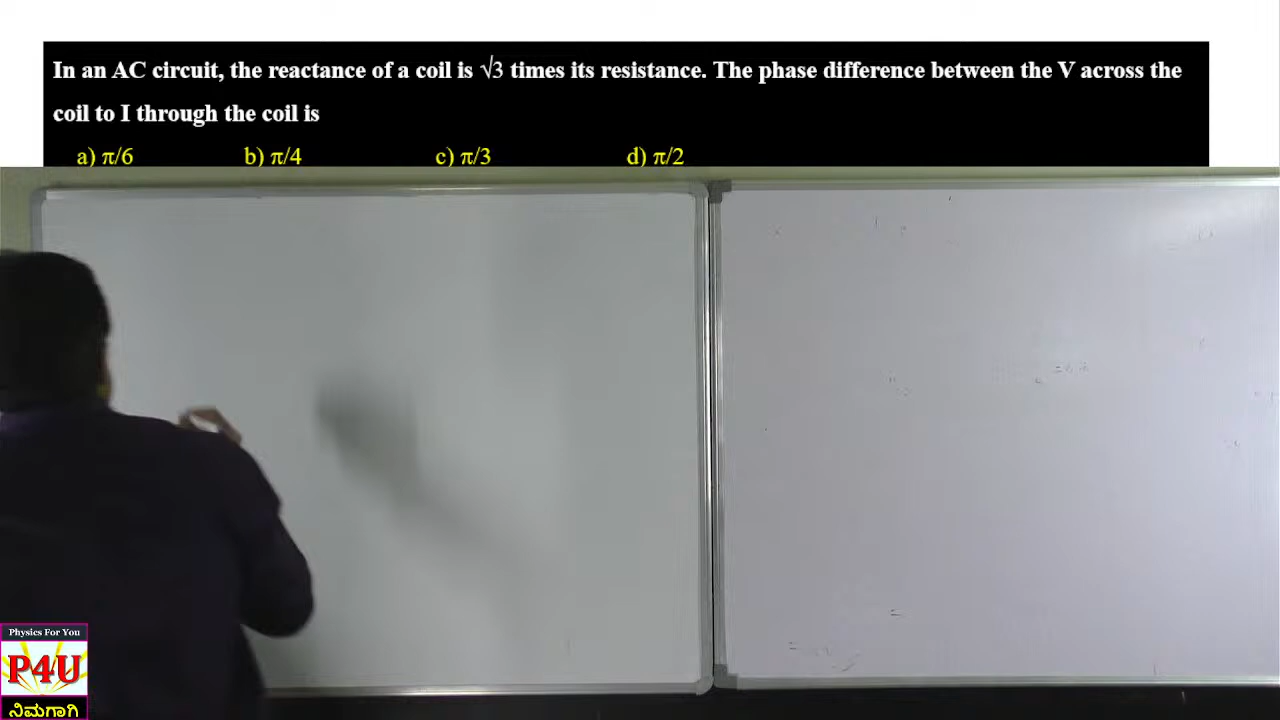 In an AC circuit, the reactance of a coil is √3 times its resistance. The phase difference between the V across the
coil to I through the coil is
a) π/6 b) π/4 c) π/3 d) π/2
Physics For You
P4U
ನಿಮಗಾಗಿ